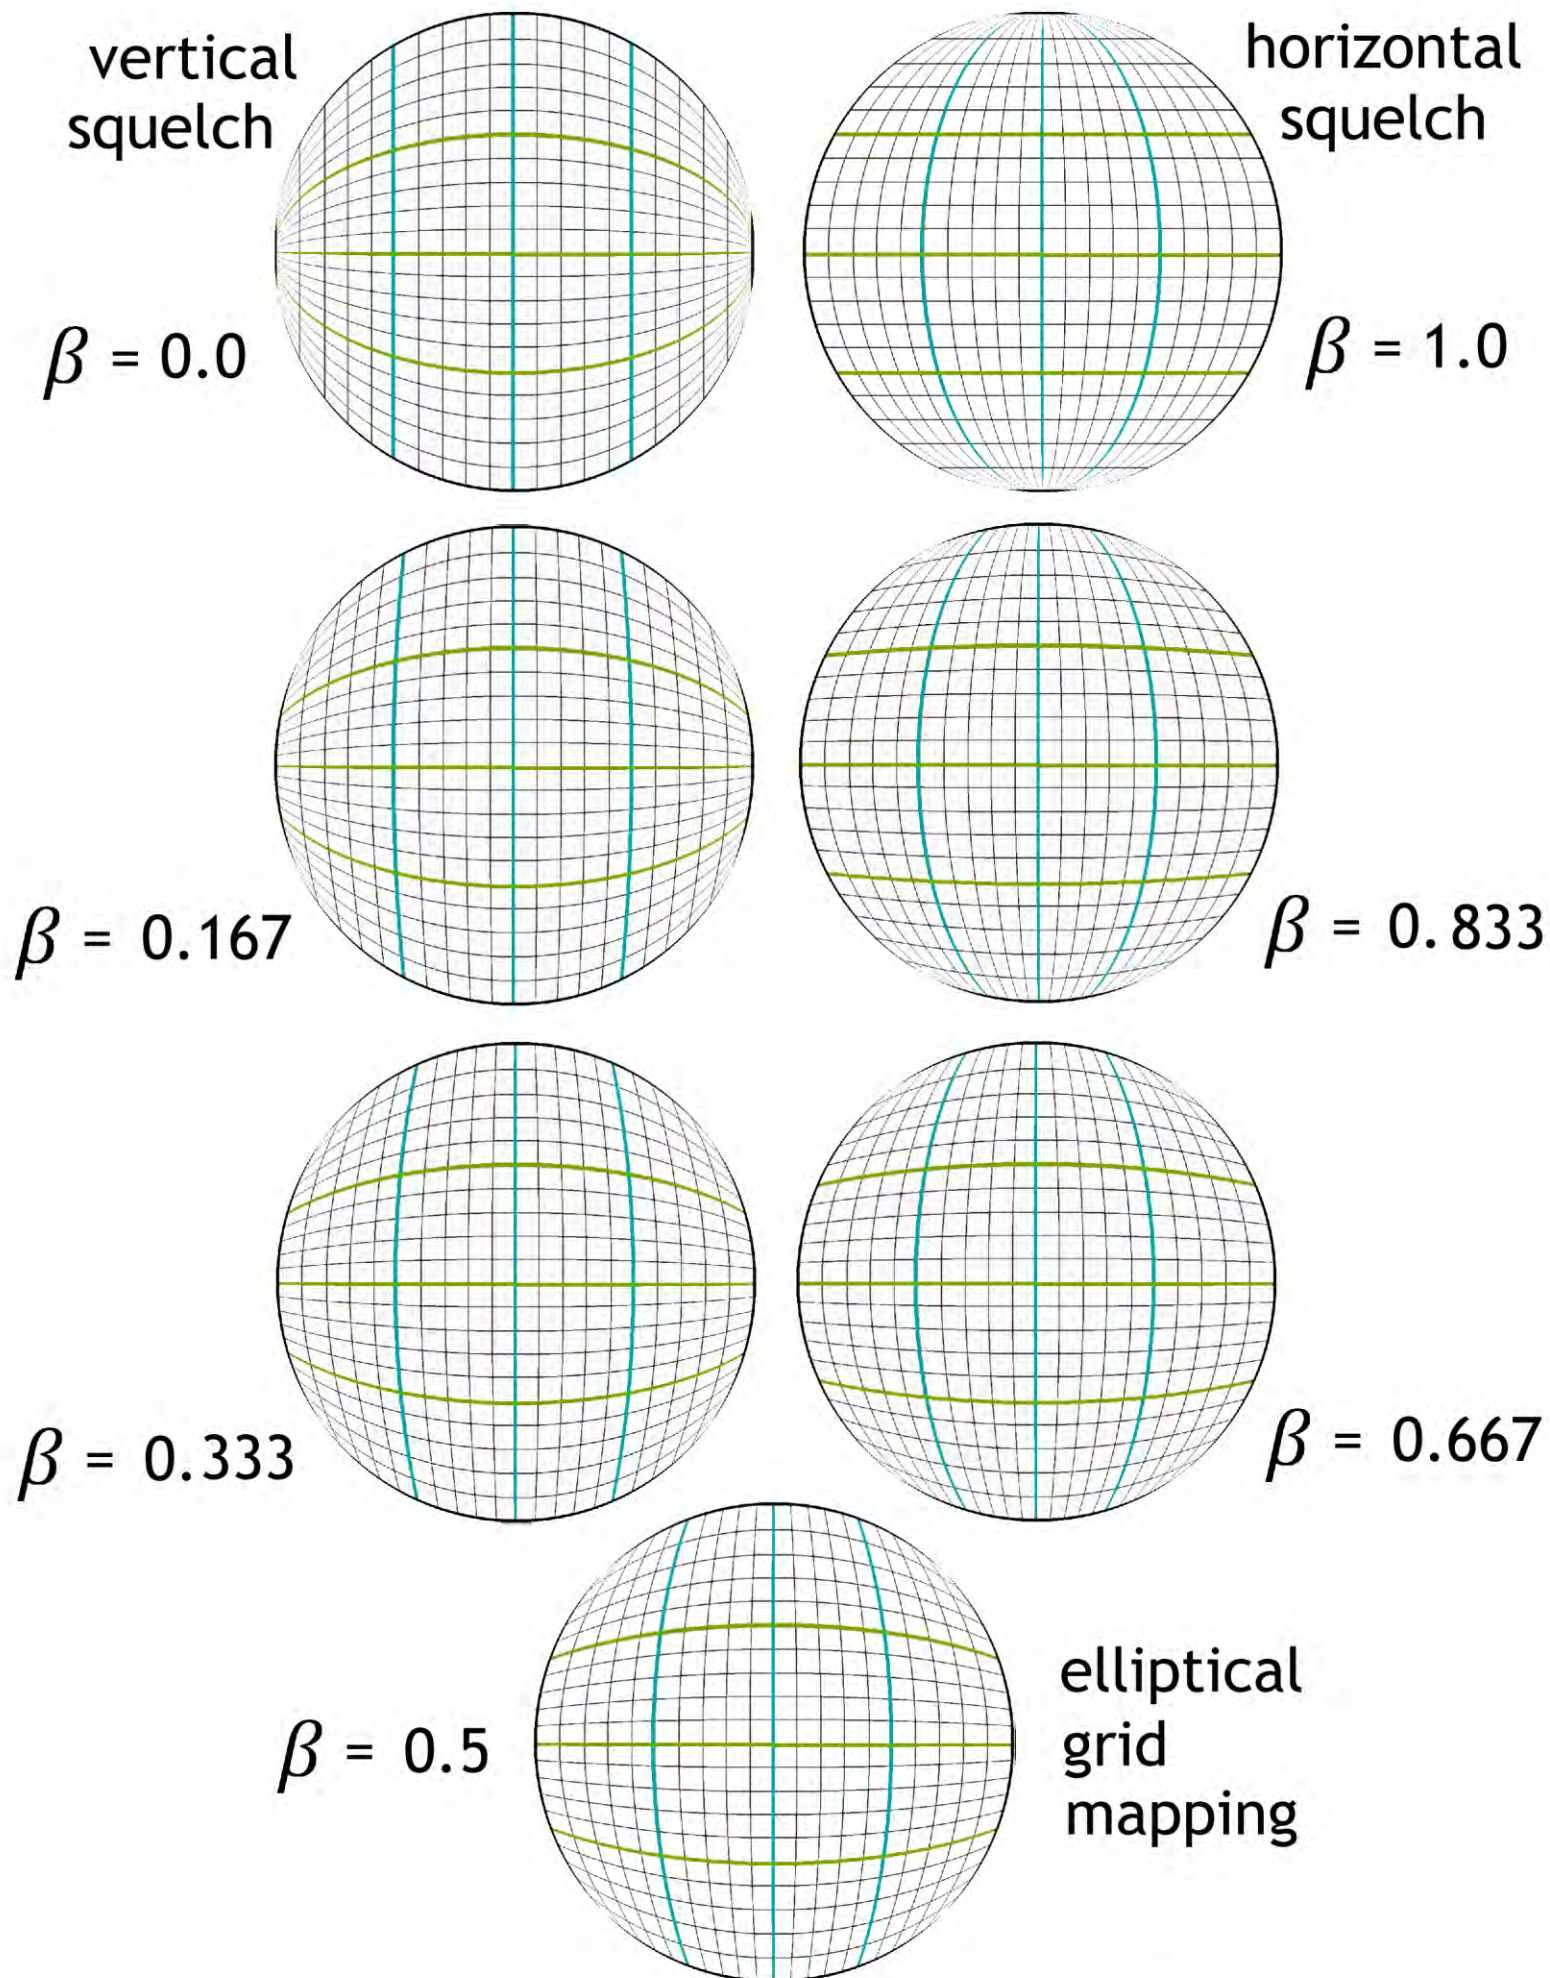 vertical
squelch
β = 0.0
horizontal
squelch
β = 1.0
β = 0.167
β = 0.833
β = 0.333
β = 0.667
β = 0.5
elliptical
grid
mapping